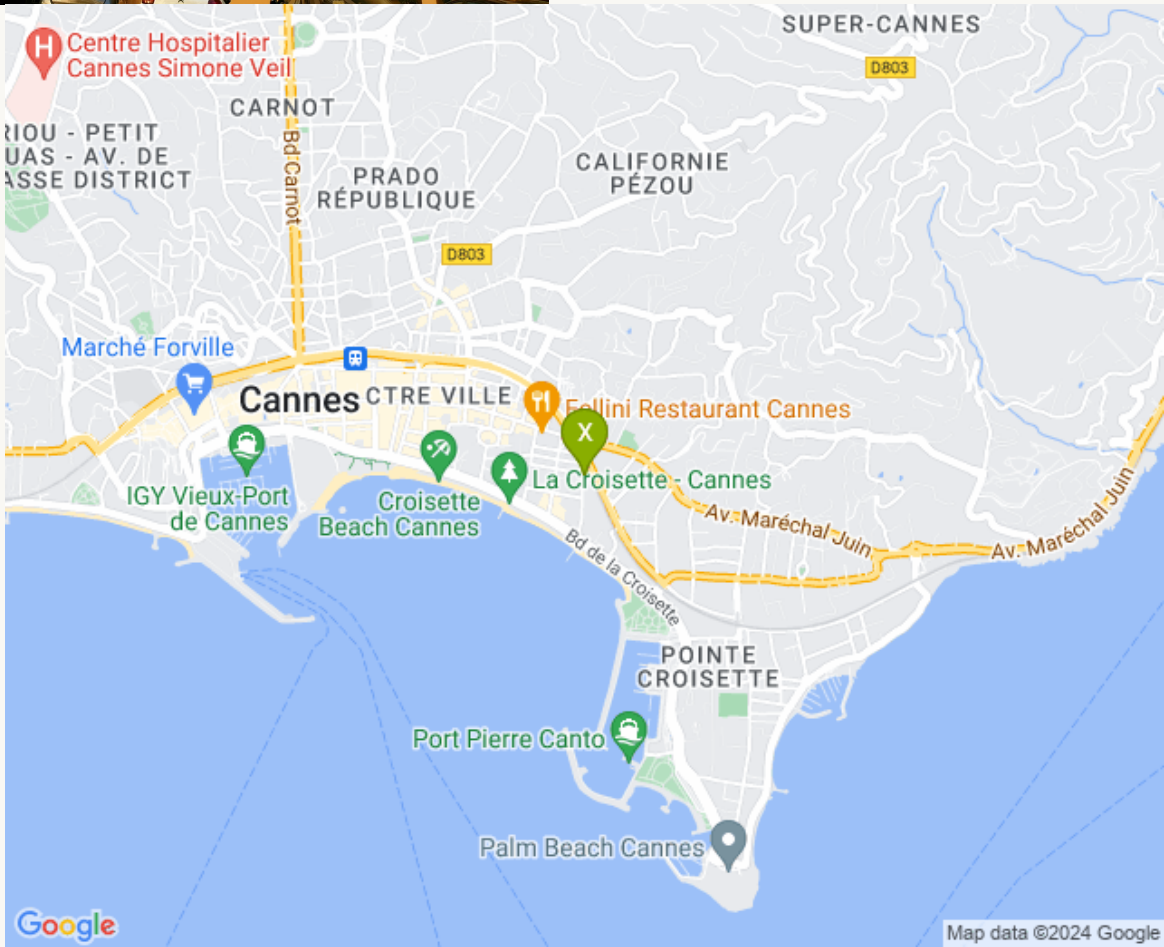 SUPER-CANNES
Centre Hospitalier
Cannes Simone Veil
H
D803
CARNOT
RIOU - PETIT
UAS - AV. DE
ASSE DISTRICT
Bd Carnot
PRADO
RÉPUBLIQUE
CALIFORNIE
PÉZOU
D803
Marché Forville
Cannes
CTRE VILLE
Fellini Restaurant Cannes
X
La Croisette - Cannes
IGY Vieux-Port
de Cannes
Croisette
Beach Cannes
Av. Maréchal Juin
Av. Maréchal Juin
Bd de la Croisette
POINTE
CROISETTE
Port Pierre Canto
Palm Beach Cannes
Google
Map data ©2024 Google